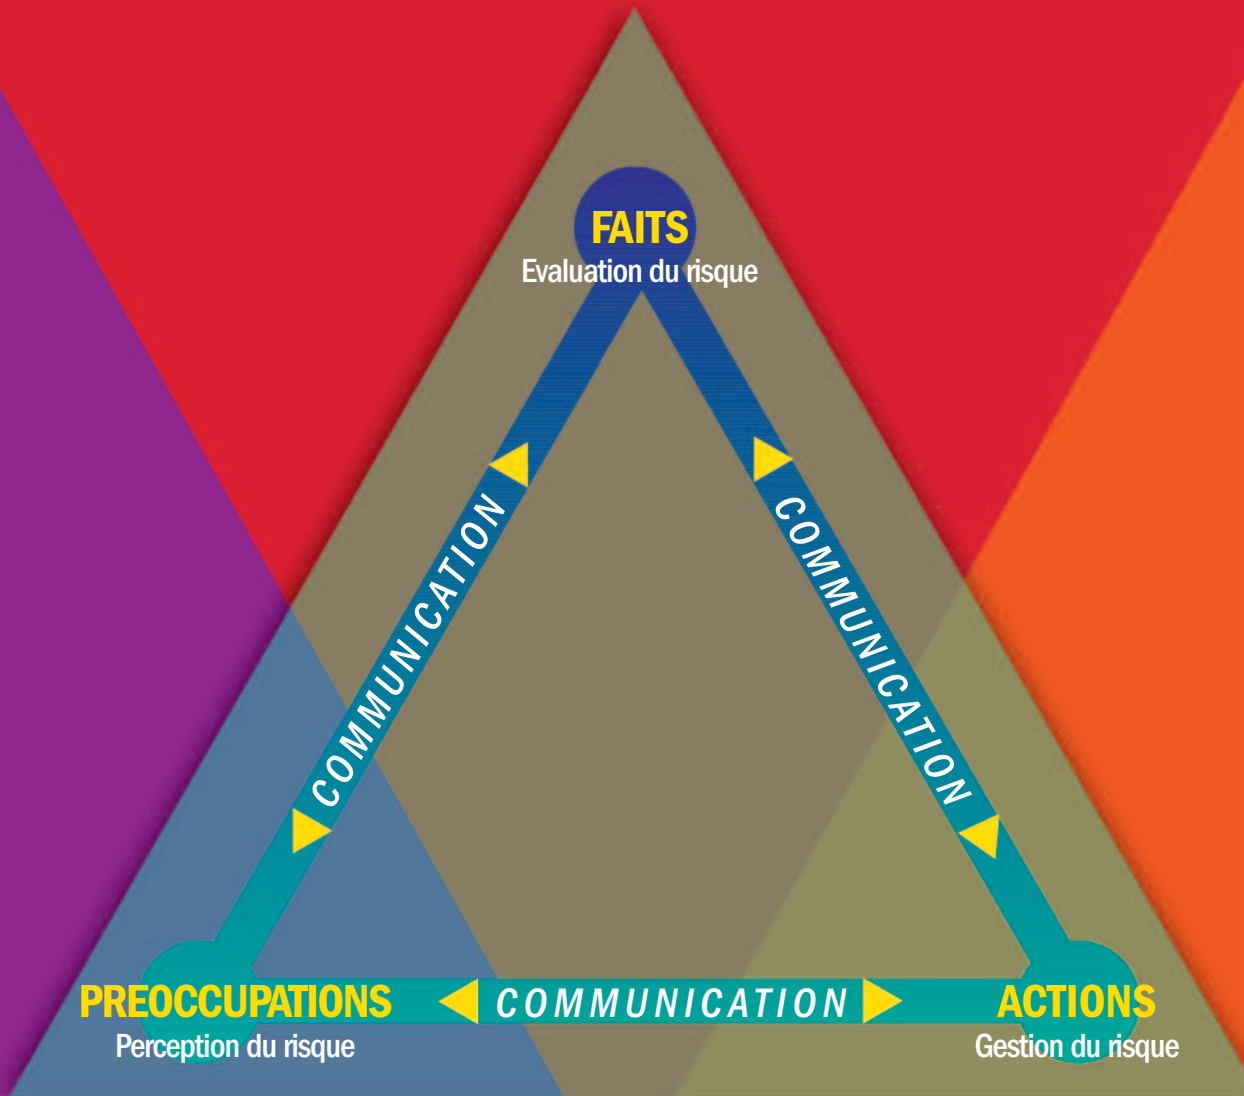 FAITS
Evaluation du risque
COMMUNICATION
COMMUNICATION
PREOCCUPATIONS
Perception du risque
COMMUNICATION
ACTIONS
Gestion du risque